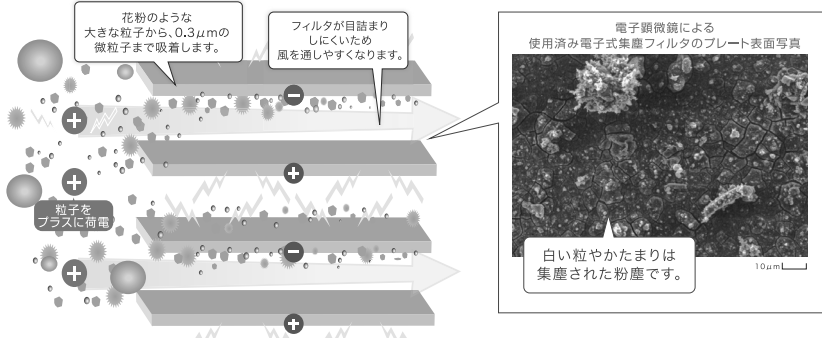 花粉のような
大きな粒子から、0.3μmの
微粒子まで吸着します。
フィルタが目詰まり
しにくいため
風を通しやすくなります。
電子顕微鏡による
使用済み電子式集塵フィルタのプレート表面写真
−
+
+
+
粒子を
プラスに荷電
−
+
+
白い粒やかたまりは
集塵された粉塵です。
10μm